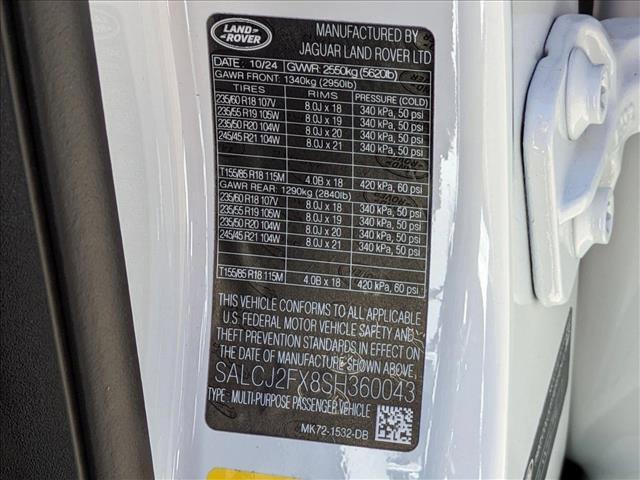 LAND
ROVER
MANUFACTURED BY
JAGUAR LAND ROVER LTD
DATE: 10/24 GVWR: 2550kg (5620lb)
GAWR FRONT: 1340kg (2950lb)
TIRES RIMS PRESSURE (COLD)
235/60 R18 107V 8.0J x 18 340 kPa, 50 psi
235/55 R19 105W 8.0J x 19 340 kPa, 50 psi
235/50 R20 104W 8.0J x 20 340 kPa, 50 psi
245/45 R21 104W 8.0J x 21 340 kPa, 50 psi
T155/85 R18 115M 4.0B x 18 420 kPa, 60 psi
GAWR REAR: 1290kg (2840lb)
235/60 R18 107V 8.0J x 18 340 kPa, 50 psi
235/55 R19 105W 8.0J x 19 340 kPa, 50 psi
235/50 R20 104W 8.0J x 20 340 kPa, 50 psi
245/45 R21 104W 8.0J x 21 340 kPa, 50 psi
T155/85 R18 115M 4.0B x 18 420 kPa, 60 psi
THIS VEHICLE CONFORMS TO ALL APPLICABLE
U.S. FEDERAL MOTOR VEHICLE SAFETY AND
THEFT PREVENTION STANDARDS IN EFFECT ON
THE DATE OF MANUFACTURE SHOWN ABOVE.
SALCJ2FX8SH360043
TYPE: MULTI-PURPOSE PASSENGER VEHICLE
MK72-1532-DB